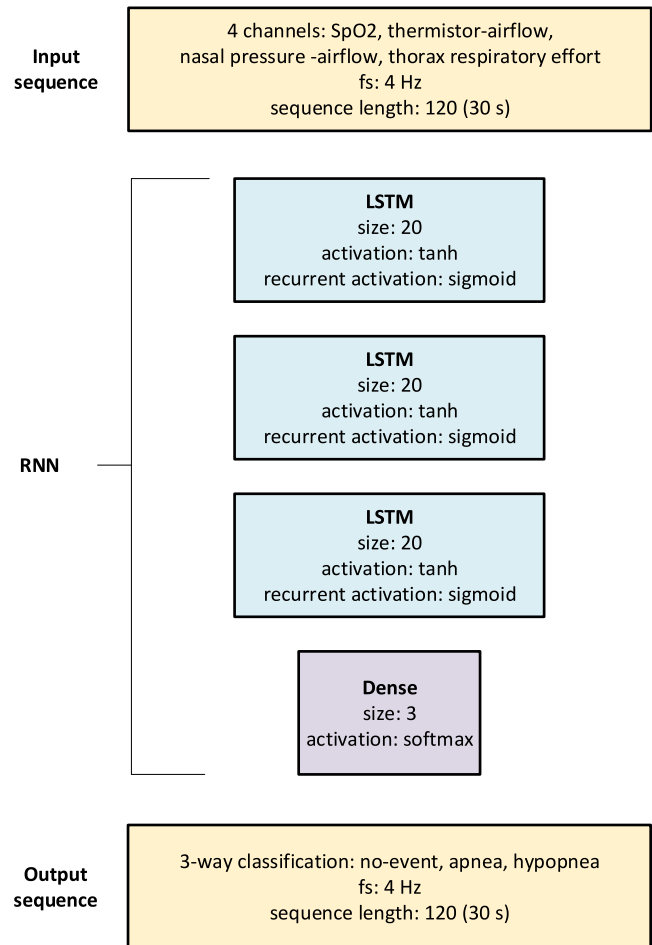 Input
sequence
4 channels: SpO2, thermistor-airflow,
nasal pressure -airflow, thorax respiratory effort
fs: 4 Hz
sequence length: 120 (30 s)
RNN
LSTM
size: 20
activation: tanh
recurrent activation: sigmoid
LSTM
size: 20
activation: tanh
recurrent activation: sigmoid
LSTM
size: 20
activation: tanh
recurrent activation: sigmoid
Dense
size: 3
activation: softmax
Output
sequence
3-way classification: no-event, apnea, hypopnea
fs: 4 Hz
sequence length: 120 (30 s)